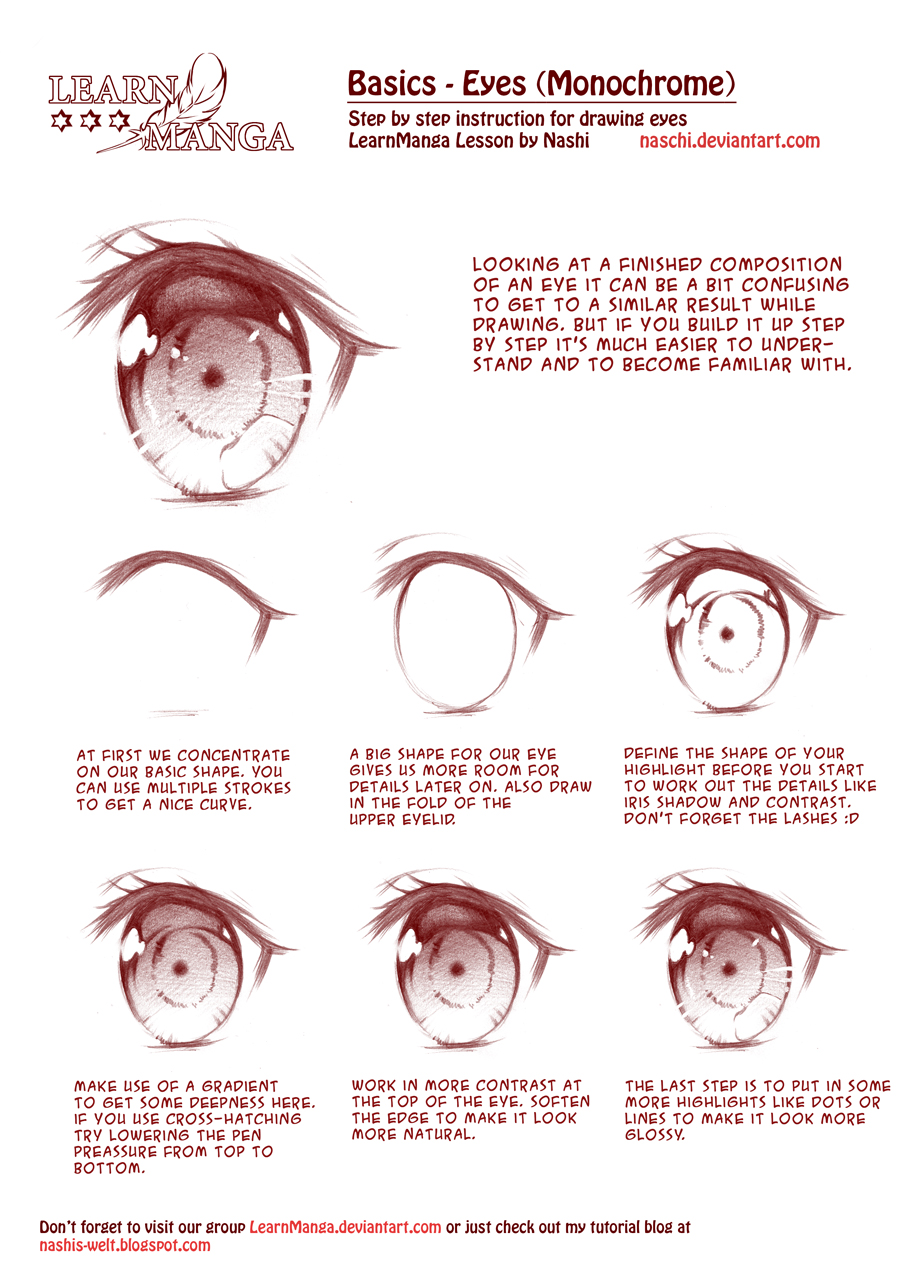 LEARN
MANGA
Basics - Eyes (Monochrome)
Step by step instruction for drawing eyes
LearnManga Lesson by Nashi naschi.deviantart.com
LOOKING AT A FINISHED COMPOSITION
OF AN EYE IT CAN BE A BIT CONFUSING
TO GET TO A SIMILAR RESULT WHILE
DRAWING. BUT IF YOU BUILD IT UP STEP
BY STEP IT'S MUCH EASIER TO UNDER-
STAND AND TO BECOME FAMILIAR WITH.
AT FIRST WE CONCENTRATE
ON OUR BASIC SHAPE. YOU
CAN USE MULTIPLE STROKES
TO GET A NICE CURVE.
A BIG SHAPE FOR OUR EYE
GIVES US MORE ROOM FOR
DETAILS LATER ON. ALSO DRAW
IN THE FOLD OF THE
UPPER EYELID.
DEFINE THE SHAPE OF YOUR
HIGHLIGHT BEFORE YOU START
TO WORK OUT THE DETAILS LIKE
IRIS SHADOW AND CONTRAST.
DON'T FORGET THE LASHES :D
MAKE USE OF A GRADIENT
TO GET SOME DEEPNESS HERE.
IF YOU USE CROSS-HATCHING
TRY LOWERING THE PEN
PREASSURE FROM TOP TO
BOTTOM.
WORK IN MORE CONTRAST AT
THE TOP OF THE EYE. SOFTEN
THE EDGE TO MAKE IT LOOK
MORE NATURAL.
THE LAST STEP IS TO PUT IN SOME
MORE HIGHLIGHTS LIKE DOTS OR
LINES TO MAKE IT LOOK MORE
GLOSSY.
Don't forget to visit our group LearnManga.deviantart.com or just check out my tutorial blog at
nashis-welt.blogspot.com